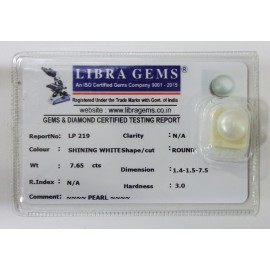 LIBRA GEMS®
An ISO Certified Gems Company 9001 - 2015
Registered Under the Trade Marks with Govt. of India
website : www.libragems.co.in
GEMS & DIAMOND CERTIFIED TESTING REPORT
ReportNo: LP 219 Clarity : N/A
Colour : SHINING WHITE Shape/cut : ROUND
Wt : 7.65 cts Dimension : 1.4-1.5-7.5
R.Index : N/A Hardness : 3.0
Comment : ~~~~ PEARL ~~~~